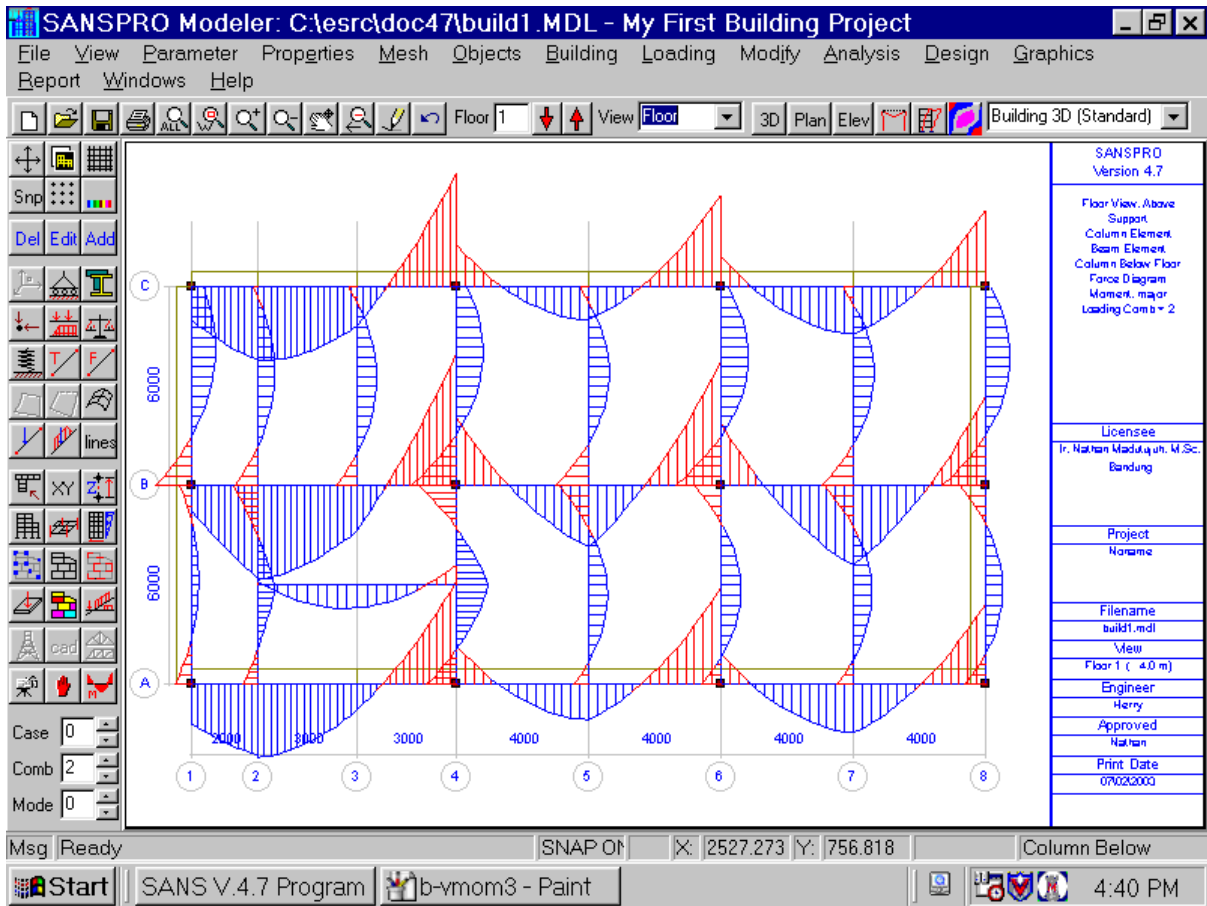 SANSPRO Modeler: C:\esrc\doc47\build1.MDL - My First Building Project
File View Parameter Properties Mesh Objects Building Loading Modify Analysis Design Graphics
Report Windows Help
ALL Floor 1 View Floor 3D Plan Elev Building 3D (Standard)
Snp
Del Edit Add
T F
lines
XY Z
cad
M
Case 0
Comb 2
Mode 0
C
6000
B
6000
A
2000 3000 3000 4000 4000 4000 4000
1 2 3 4 5 6 7 8
SANSPRO
Version 4.7
Floor View. Above
Support
Column Element
Beam Element
Column Below Floor
Force Diagram
Moment. major
Loading Comb = 2
Licensee
Ir. Nathan Madutujuh. M.Sc.
Bandung
Project
Noname
Filename
build1.mdl
View
Floor 1 ( 4.0 m)
Engineer
Herry
Approved
Nathan
Print Date
07\02\2003
Msg Ready SNAP ON X: 2527.273 Y: 756.818 Column Below
Start SANS V.4.7 Program b-vmom3 - Paint 4:40 PM